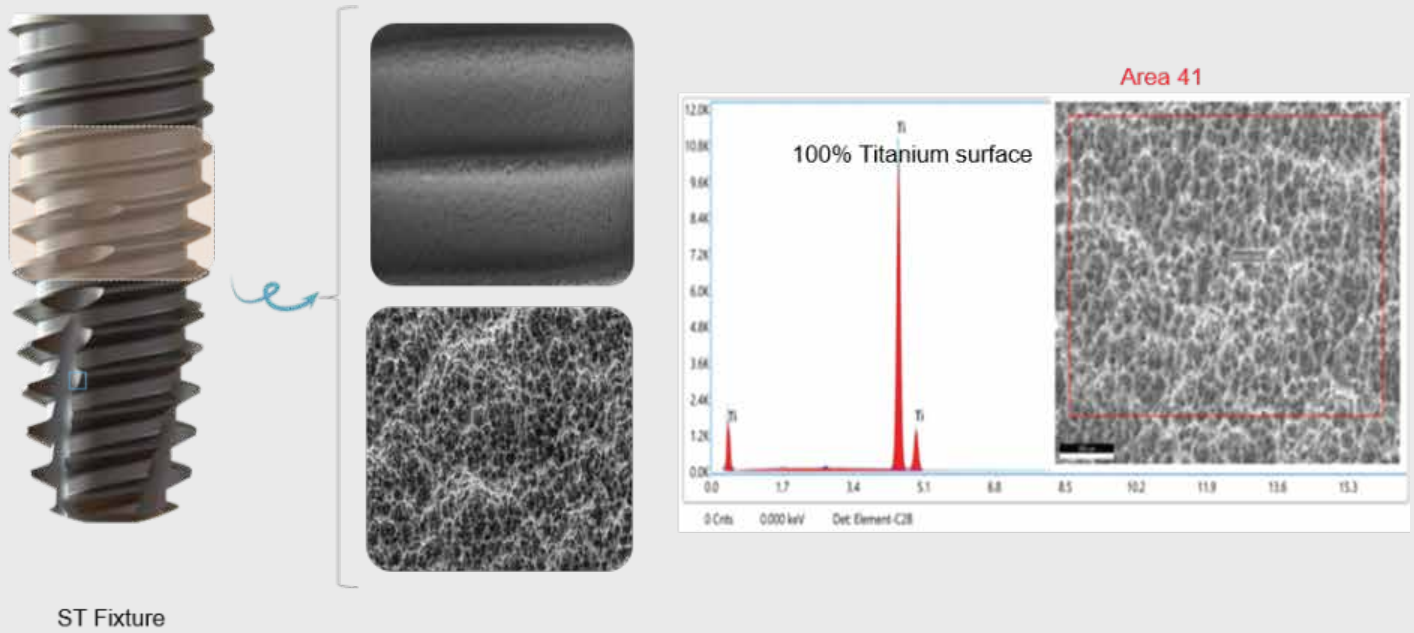 Area 41
12.0K
10.8K
9.6K
8.4K
7.2K
6.0K
4.8K
3.6K
2.4K
1.2K
0.0K
Ti
100% Titanium surface
Ti
Ti
0.0 1.7 3.4 5.1 6.8 8.5 10.2 11.9 13.6 15.3
0 Cnts 0.000 keV Det: Element-C2B
ST Fixture